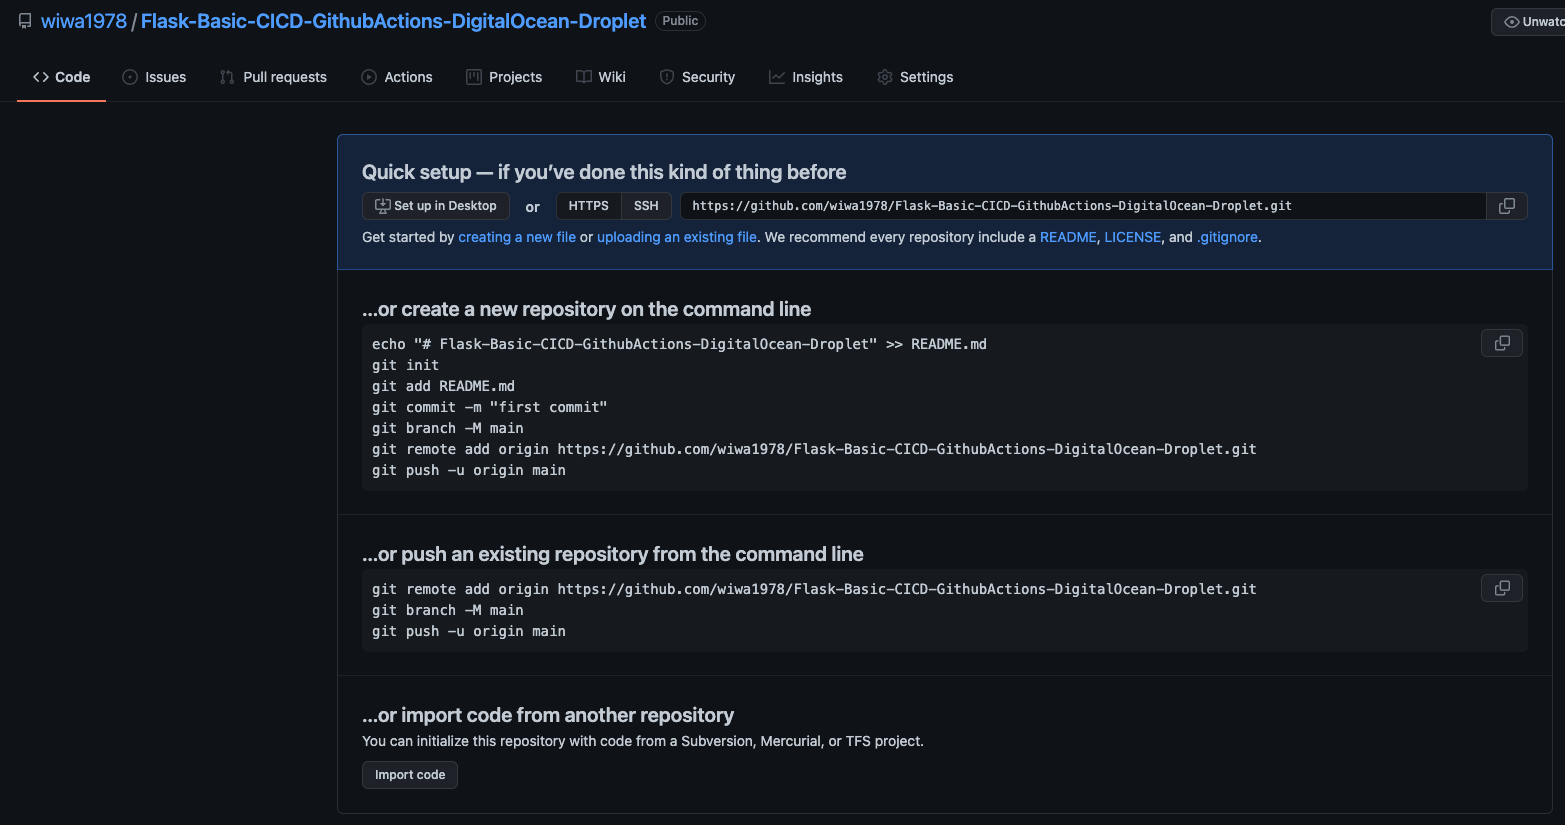 wiwa1978 / Flask-Basic-CICD-GithubActions-DigitalOcean-Droplet Public
Unwatc
Code Issues Pull requests Actions Projects Wiki Security Insights Settings
Quick setup — if you’ve done this kind of thing before
Set up in Desktop or HTTPS SSH https://github.com/wiwa1978/Flask-Basic-CICD-GithubActions-DigitalOcean-Droplet.git
Get started by creating a new file or uploading an existing file. We recommend every repository include a README, LICENSE, and .gitignore.
…or create a new repository on the command line
echo "# Flask-Basic-CICD-GithubActions-DigitalOcean-Droplet" >> README.md
git init
git add README.md
git commit -m "first commit"
git branch -M main
git remote add origin https://github.com/wiwa1978/Flask-Basic-CICD-GithubActions-DigitalOcean-Droplet.git
git push -u origin main
…or push an existing repository from the command line
git remote add origin https://github.com/wiwa1978/Flask-Basic-CICD-GithubActions-DigitalOcean-Droplet.git
git branch -M main
git push -u origin main
…or import code from another repository
You can initialize this repository with code from a Subversion, Mercurial, or TFS project.
Import code